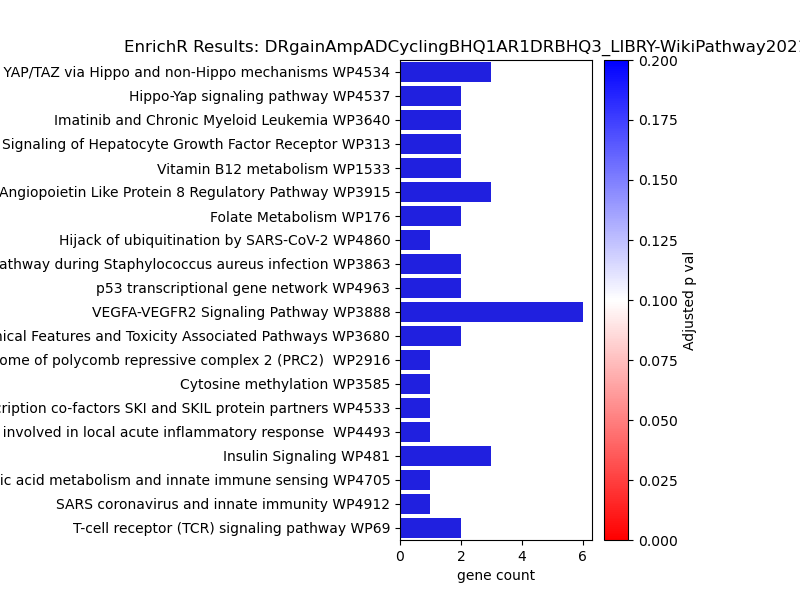 EnrichR Results: DRgainAmpADCyclingBHQ1AR1DRBHQ3_LIBRY-WikiPathway202
YAP/TAZ via Hippo and non-Hippo mechanisms WP4534
Hippo-Yap signaling pathway WP4537
Imatinib and Chronic Myeloid Leukemia WP3640
Signaling of Hepatocyte Growth Factor Receptor WP313
Vitamin B12 metabolism WP1533
Angiopoietin Like Protein 8 Regulatory Pathway WP3915
Folate Metabolism WP176
Hijack of ubiquitination by SARS-CoV-2 WP4860
athway during Staphylococcus aureus infection WP3863
p53 transcriptional gene network WP4963
VEGFA-VEGFR2 Signaling Pathway WP3888
ical Features and Toxicity Associated Pathways WP3680
ome of polycomb repressive complex 2 (PRC2)  WP2916
Cytosine methylation WP3585
cription co-factors SKI and SKIL protein partners WP4533
involved in local acute inflammatory response  WP4493
Insulin Signaling WP481
ic acid metabolism and innate immune sensing WP4705
SARS coronavirus and innate immunity WP4912
T-cell receptor (TCR) signaling pathway WP69
0 2 4 6
gene count
0.200
0.175
0.150
0.125
0.100
0.075
0.050
0.025
0.000
Adjusted p val